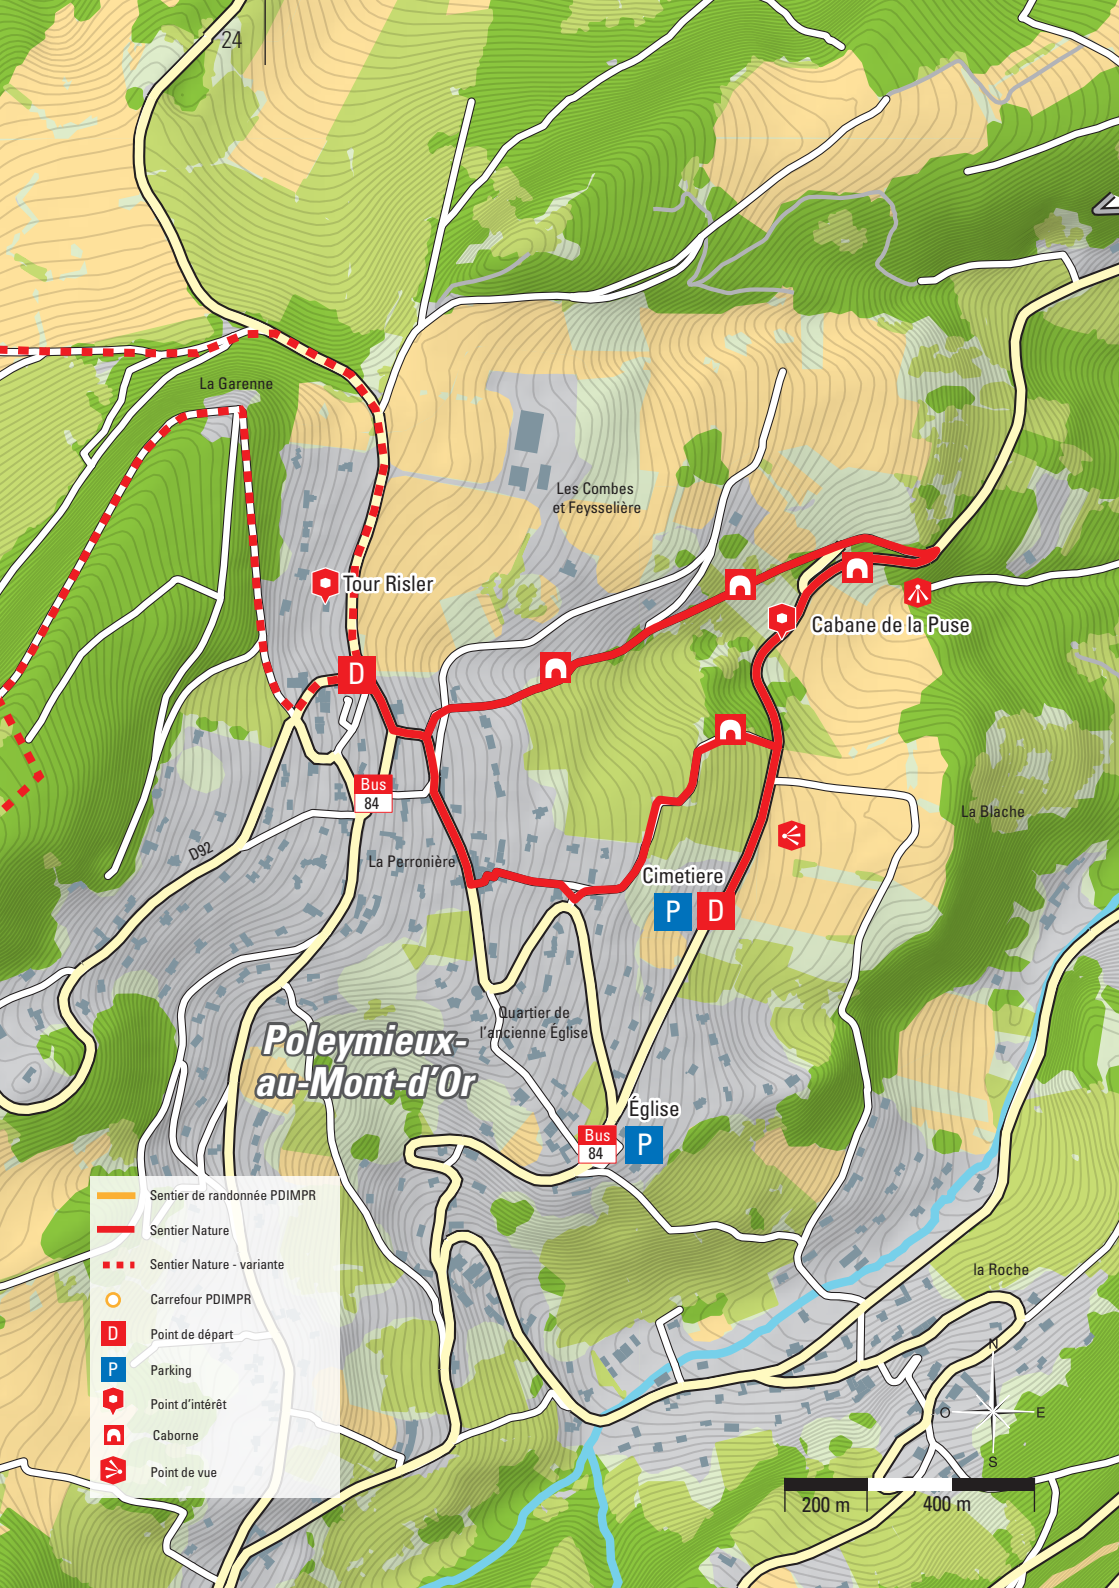 24
La Garenne
Les Combes
et Feysselière
Tour Risler
Cabane de la Puse
D
Bus
84
La Blache
D92
La Perronière
Cimetiere
P
D
Quartier de
l'ancienne Église
Poleymieux-
au-Mont-d'Or
Église
Bus
84
P
Sentier de randonnée PDIMPR
Sentier Nature
Sentier Nature - variante
Carrefour PDIMPR
D
Point de départ
P
Parking
Point d'intérêt
Caborne
Point de vue
la Roche
N
O
E
S
200 m
400 m